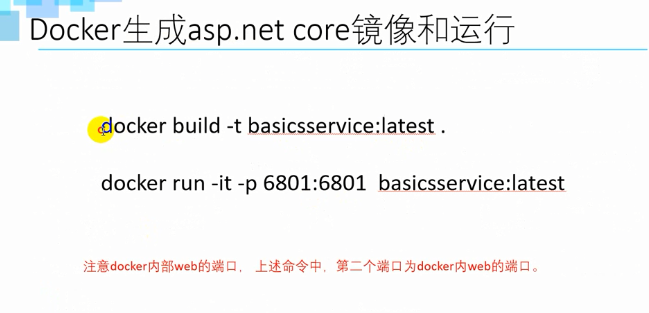 Docker生成asp.net core镜像和运行
docker build -t basicsservice:latest .
docker run -it -p 6801:6801 basicsservice:latest
注意docker内部web的端口， 上述命令中，第二个端口为docker内web的端口。